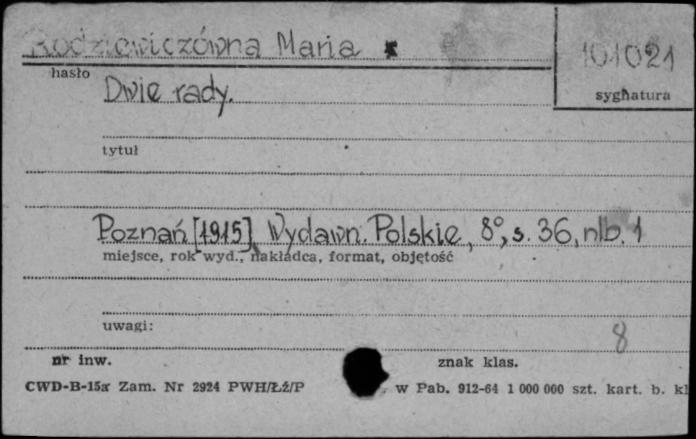 Rodziewiczówna Maria x
101021
hasło
sygnatura
Dwie rady.
tytuł
Poznań [1915], Wydawn. Polskie, 8°, s. 36, nlb. 1
miejsce, rok wyd., nakładca, format, objętość
uwagi:
8
nr inw.
znak klas.
CWD-B-15a Zam. Nr 2924 PWH/Łź/P w Pab. 912-64 1 000 000 szt. kart. b. kl